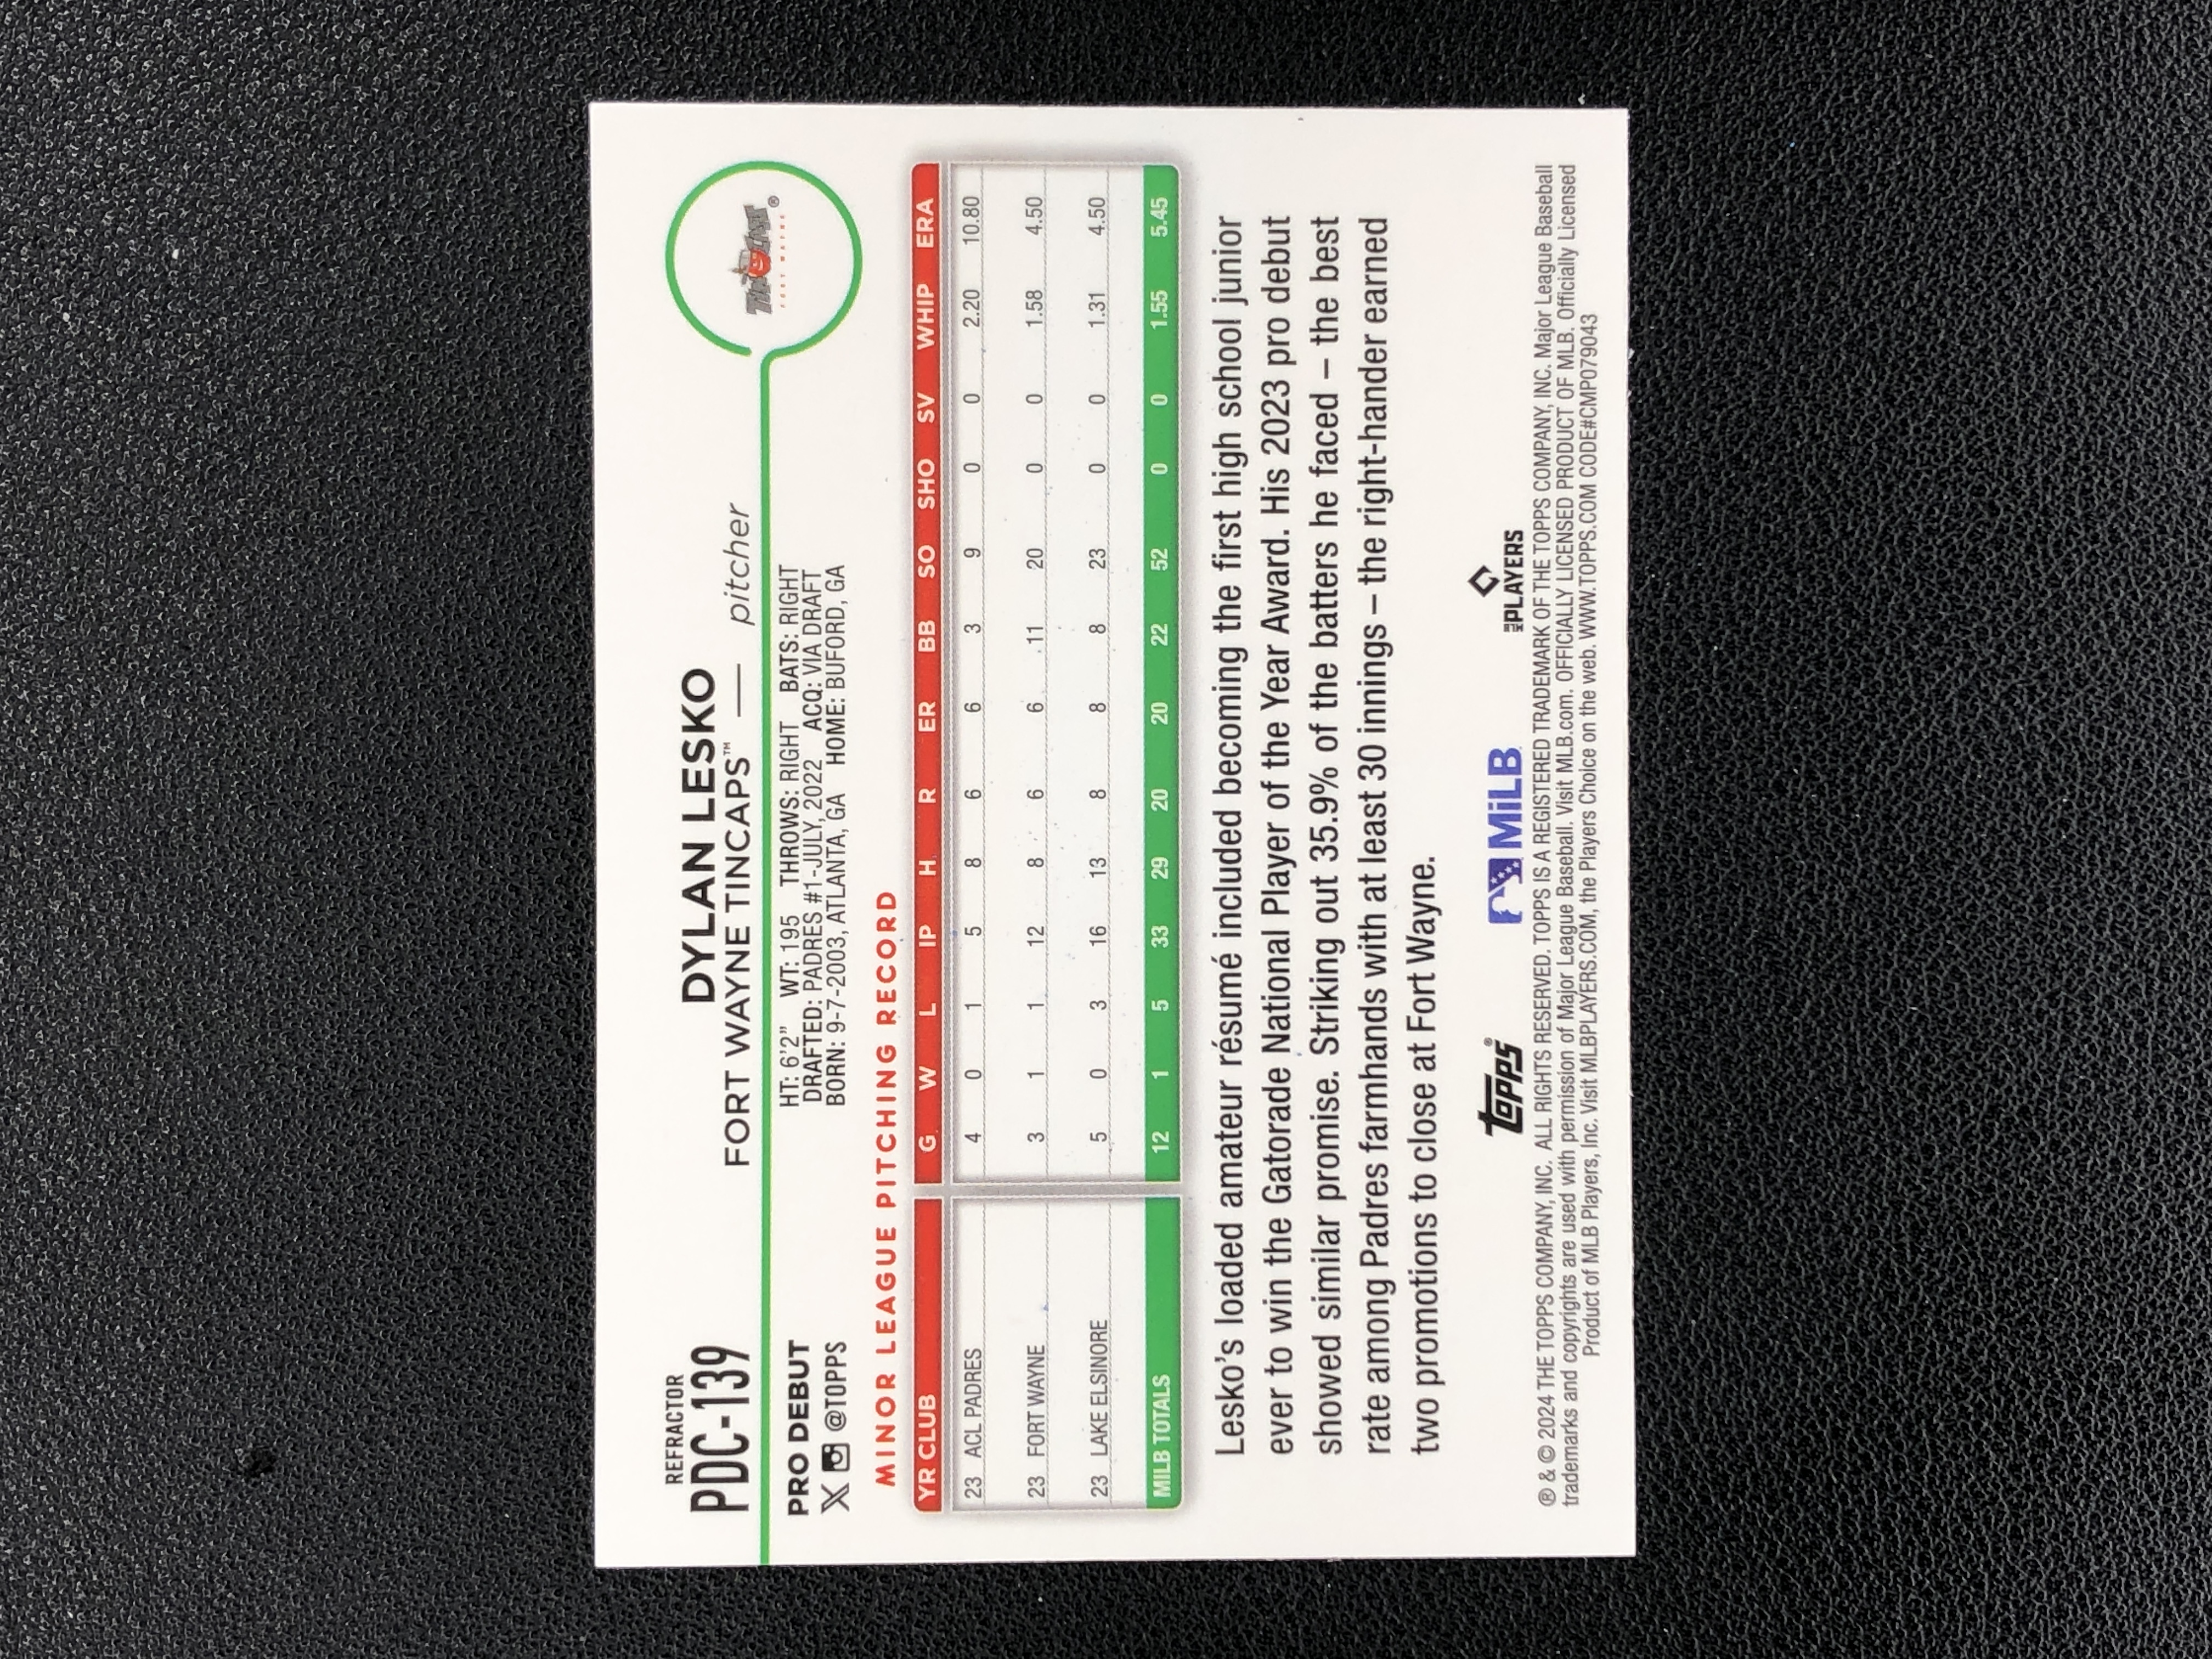 REFRACTOR
PDC-139
DYLAN LESKO
FORT WAYNE TINCAPS™ — pitcher
TINCAPS®
FORT WAYNE
PRO DEBUT
X @TOPPS
HT: 6'2" WT: 195 THROWS: RIGHT BATS: RIGHT
DRAFTED: PADRES #1-JULY, 2022 ACQ: VIA DRAFT
BORN: 9-7-2003, ATLANTA, GA HOME: BUFORD, GA
MINOR LEAGUE PITCHING RECORD
YR CLUB G W L IP H R ER BB SO SHO SV WHIP ERA
23 ACL PADRES 4 0 1 5 8 6 6 3 9 0 0 2.20 10.80
23 FORT WAYNE 3 1 1 12 8 6 6 11 20 0 0 1.58 4.50
23 LAKE ELSINORE 5 0 3 16 13 8 8 8 23 0 0 1.31 4.50
MILB TOTALS 12 1 5 33 29 20 20 22 52 0 0 1.55 5.45
Lesko's loaded amateur résumé included becoming the first high school junior
ever to win the Gatorade National Player of the Year Award. His 2023 pro debut
showed similar promise. Striking out 35.9% of the batters he faced – the best
rate among Padres farmhands with at least 30 innings – the right-hander earned
two promotions to close at Fort Wayne.
topps® MiLB MLB PLAYERS
® & © 2024 THE TOPPS COMPANY, INC. ALL RIGHTS RESERVED. TOPPS IS A REGISTERED TRADEMARK OF THE TOPPS COMPANY, INC. Major League Baseball
trademarks and copyrights are used with permission of Major League Baseball. Visit MLB.com. OFFICIALLY LICENSED PRODUCT OF MLB. Officially Licensed
Product of MLB Players, Inc. Visit MLBPLAYERS.COM, the Players Choice on the web. WWW.TOPPS.COM CODE#CMP079043